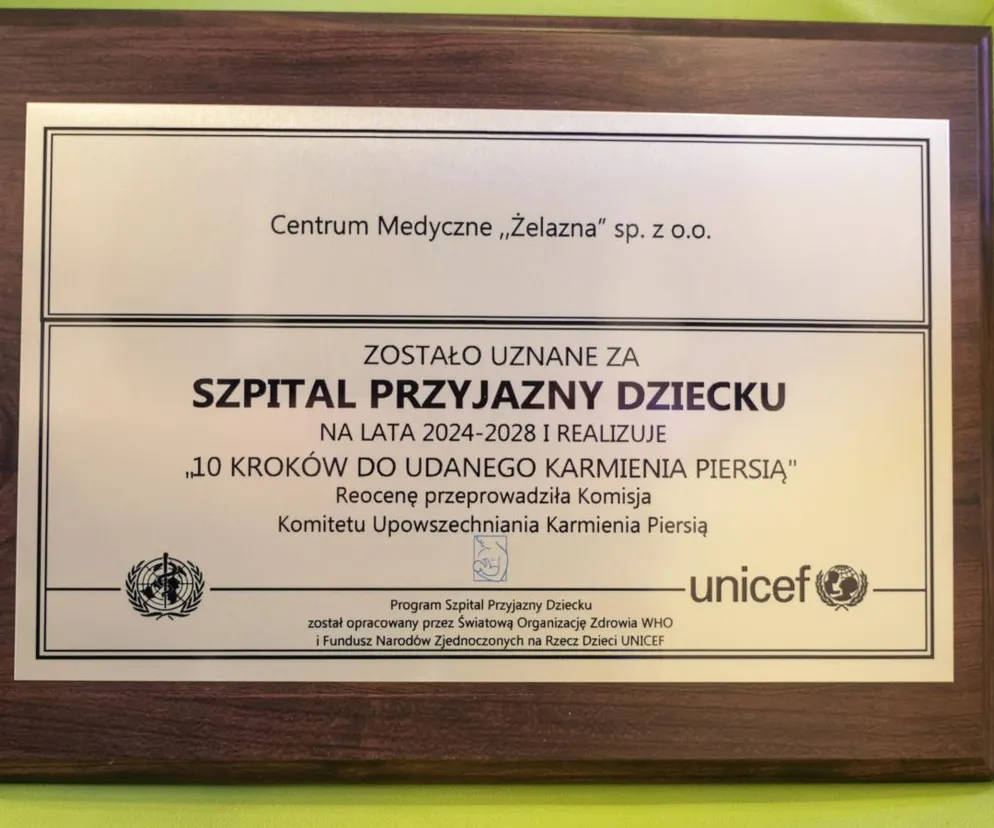 Centrum Medyczne ,,Żelazna" sp. z o.o.
ZOSTAŁO UZNANE ZA
SZPITAL PRZYJAZNY DZIECKU
NA LATA 2024-2028 I REALIZUJE
„10 KROKÓW DO UDANEGO KARMIENIA PIERSIĄ"
Reocenę przeprowadziła Komisja
Komitetu Upowszechniania Karmienia Piersią
unicef
Program Szpital Przyjazny Dziecku
został opracowany przez Światową Organizację Zdrowia WHO
i Fundusz Narodów Zjednoczonych na Rzecz Dzieci UNICEF